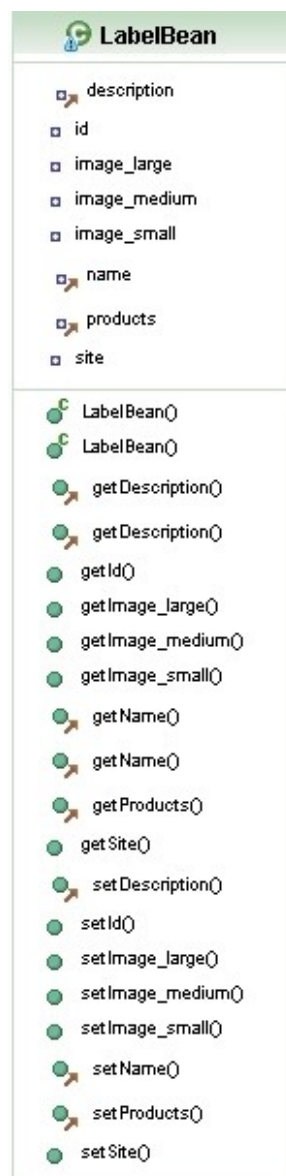 LabelBean
description
id
image_large
image_medium
image_small
name
products
site
LabelBean()
LabelBean()
getDescription()
getDescription()
getId()
getImage_large()
getImage_medium()
getImage_small()
getName()
getName()
getProducts()
getSite()
setDescription()
setId()
setImage_large()
setImage_medium()
setImage_small()
setName()
setProducts()
setSite()